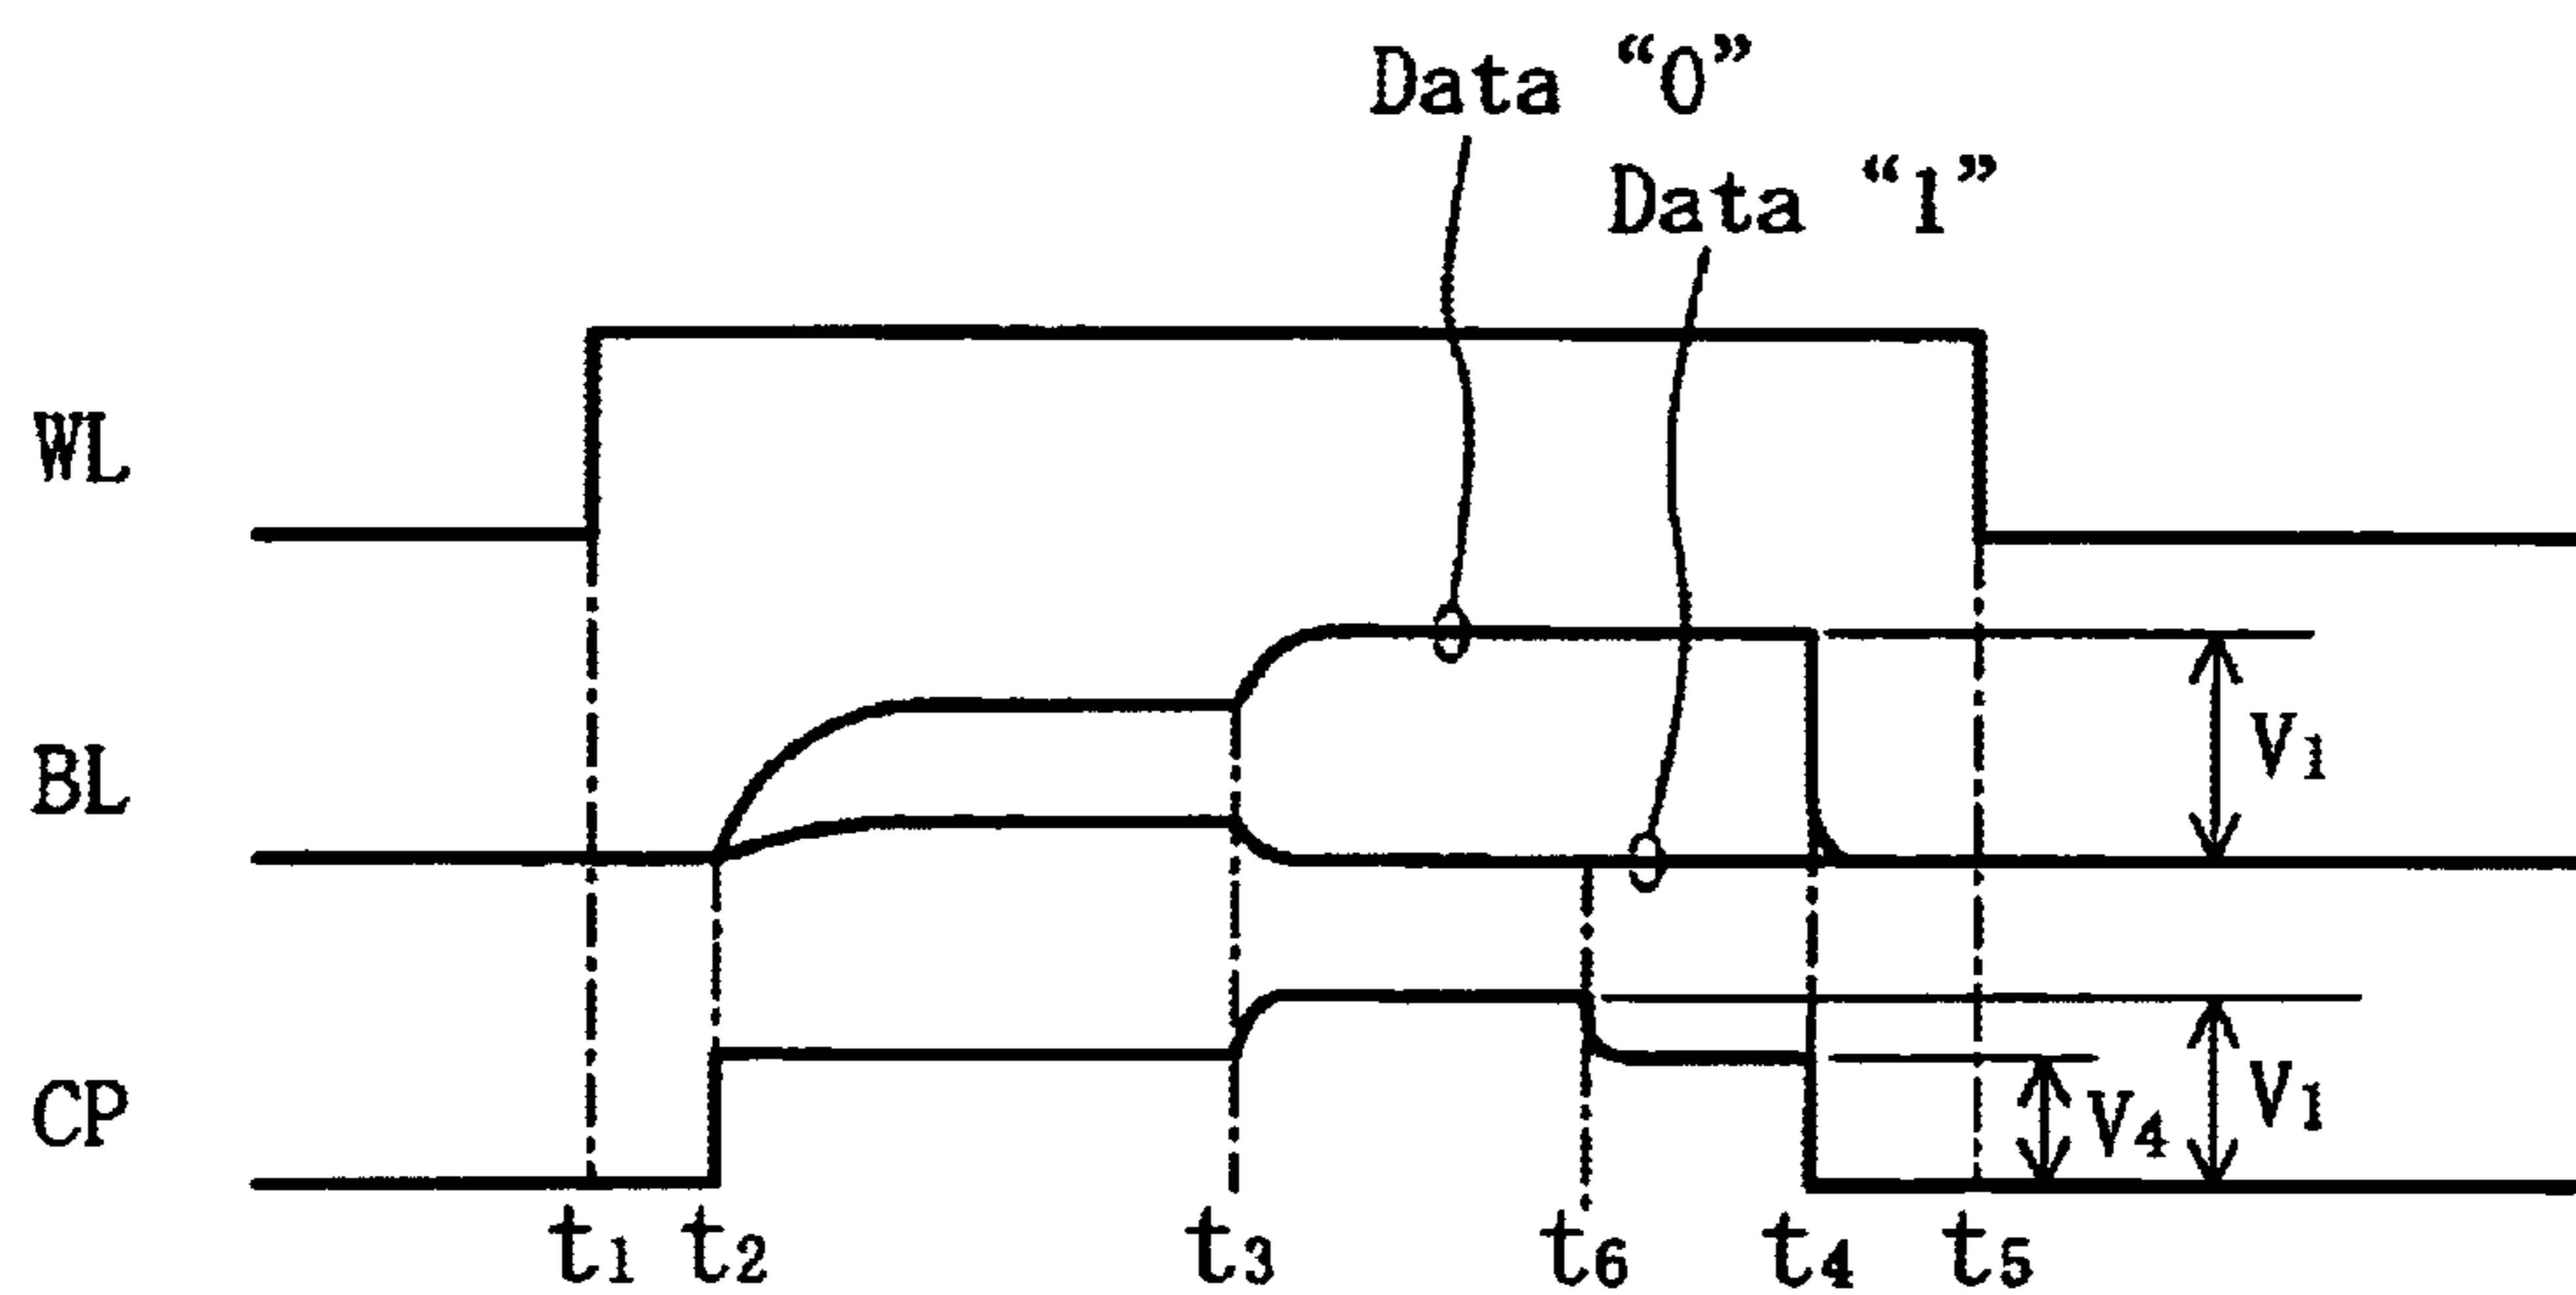 Data “0”
Data “1”
WL
BL
V1
CP
V4
V1
t1 t2 t3 t6 t4 t5